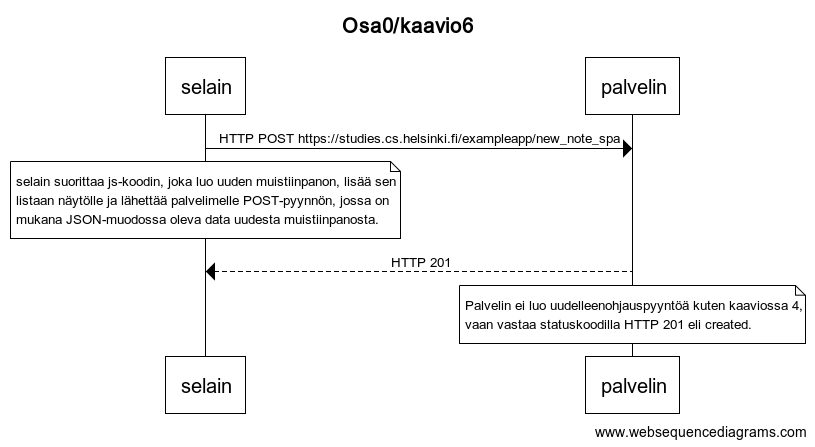 Osa0/kaavio6
selain
palvelin
HTTP POST https://studies.cs.helsinki.fi/exampleapp/new_note_spa
selain suorittaa js-koodin, joka luo uuden muistiinpanon, lisää sen
listaan näytölle ja lähettää palvelimelle POST-pyynnön, jossa on
mukana JSON-muodossa oleva data uudesta muistiinpanosta.
HTTP 201
Palvelin ei luo uudelleenohjauspyyntöä kuten kaaviossa 4,
vaan vastaa statuskoodilla HTTP 201 eli created.
selain
palvelin
www.websequencediagrams.com